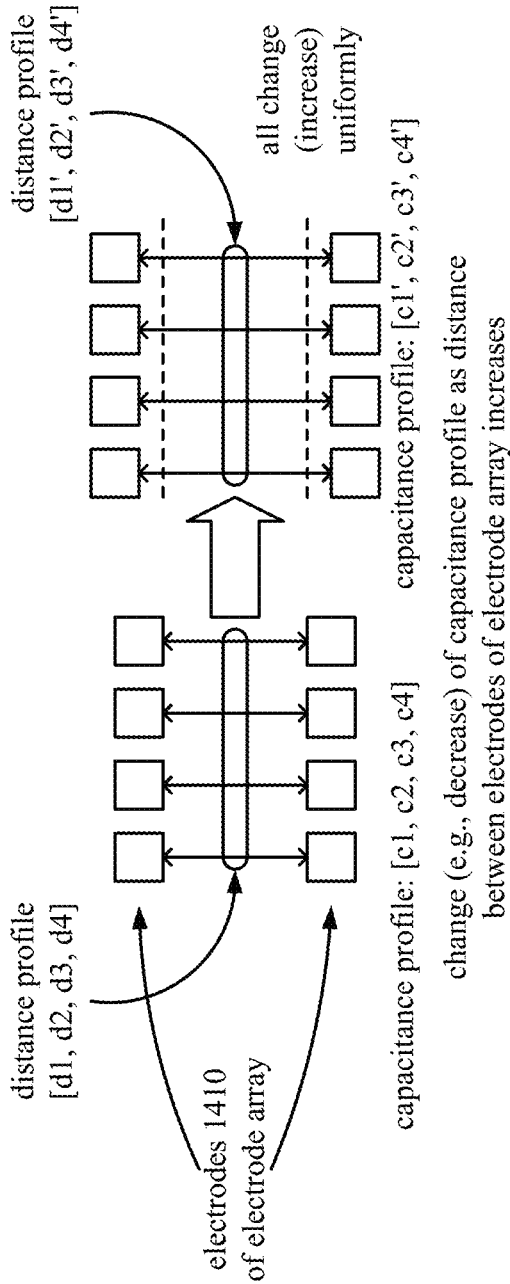 distance profile
[d1, d2, d3, d4]
electrodes 1410
of electrode array
capacitance profile: [c1, c2, c3, c4]
distance profile
[d1', d2', d3', d4']
all change
(increase)
uniformly
capacitance profile: [c1', c2', c3', c4']
change (e.g., decrease) of capacitance profile as distance
between electrodes of electrode array increases